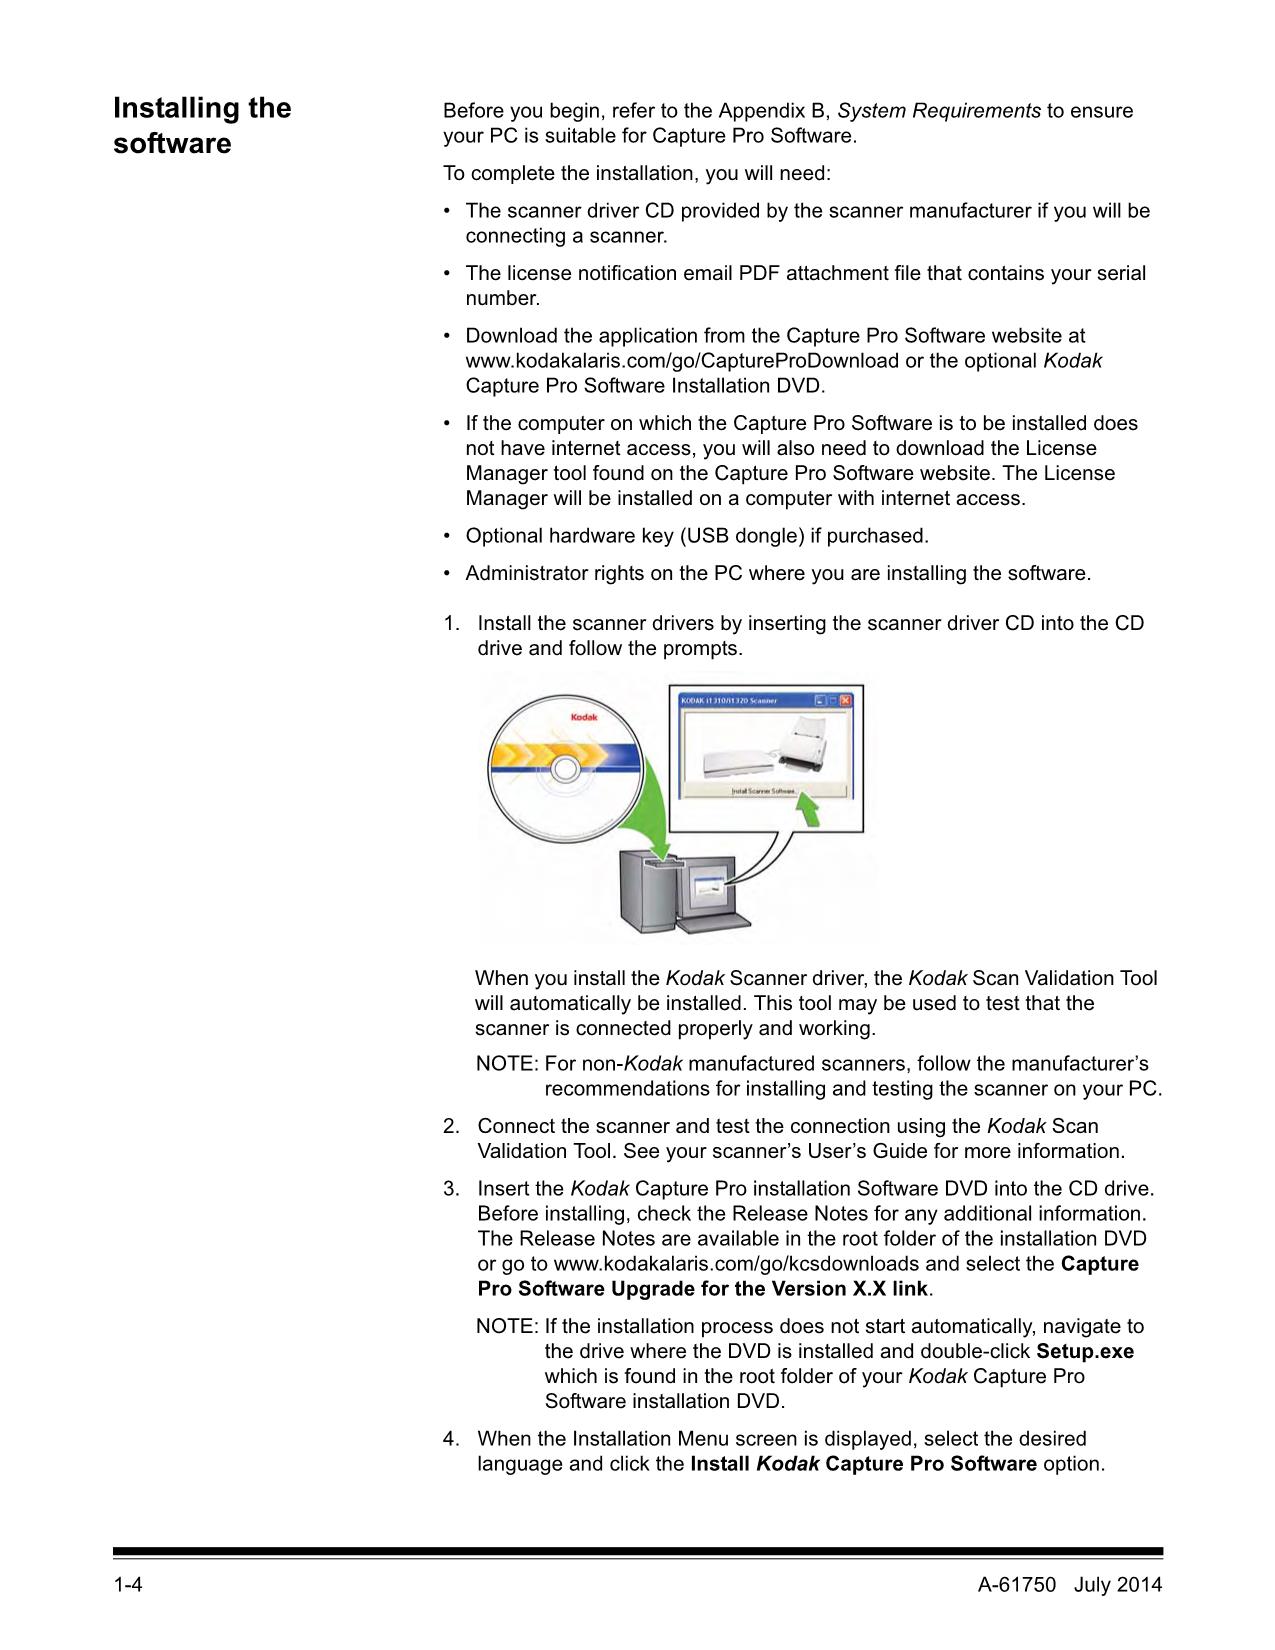 Installing the
software
Before you begin, refer to the Appendix B, System Requirements to ensure
your PC is suitable for Capture Pro Software.
To complete the installation, you will need:
• The scanner driver CD provided by the scanner manufacturer if you will be
connecting a scanner.
• The license notification email PDF attachment file that contains your serial
number.
• Download the application from the Capture Pro Software website at
www.kodakalaris.com/go/CaptureProDownload or the optional Kodak
Capture Pro Software Installation DVD.
• If the computer on which the Capture Pro Software is to be installed does
not have internet access, you will also need to download the License
Manager tool found on the Capture Pro Software website. The License
Manager will be installed on a computer with internet access.
• Optional hardware key (USB dongle) if purchased.
• Administrator rights on the PC where you are installing the software.
1. Install the scanner drivers by inserting the scanner driver CD into the CD
drive and follow the prompts.
Kodak
KODAK i1310/i1320 Scanner
Install Scanner Software.
When you install the Kodak Scanner driver, the Kodak Scan Validation Tool
will automatically be installed. This tool may be used to test that the
scanner is connected properly and working.
NOTE: For non-Kodak manufactured scanners, follow the manufacturer's
recommendations for installing and testing the scanner on your PC.
2. Connect the scanner and test the connection using the Kodak Scan
Validation Tool. See your scanner's User's Guide for more information.
3. Insert the Kodak Capture Pro installation Software DVD into the CD drive.
Before installing, check the Release Notes for any additional information.
The Release Notes are available in the root folder of the installation DVD
or go to www.kodakalaris.com/go/kcsdownloads and select the Capture
Pro Software Upgrade for the Version X.X link.
NOTE: If the installation process does not start automatically, navigate to
the drive where the DVD is installed and double-click Setup.exe
which is found in the root folder of your Kodak Capture Pro
Software installation DVD.
4. When the Installation Menu screen is displayed, select the desired
language and click the Install Kodak Capture Pro Software option.
1-4
A-61750 July 2014